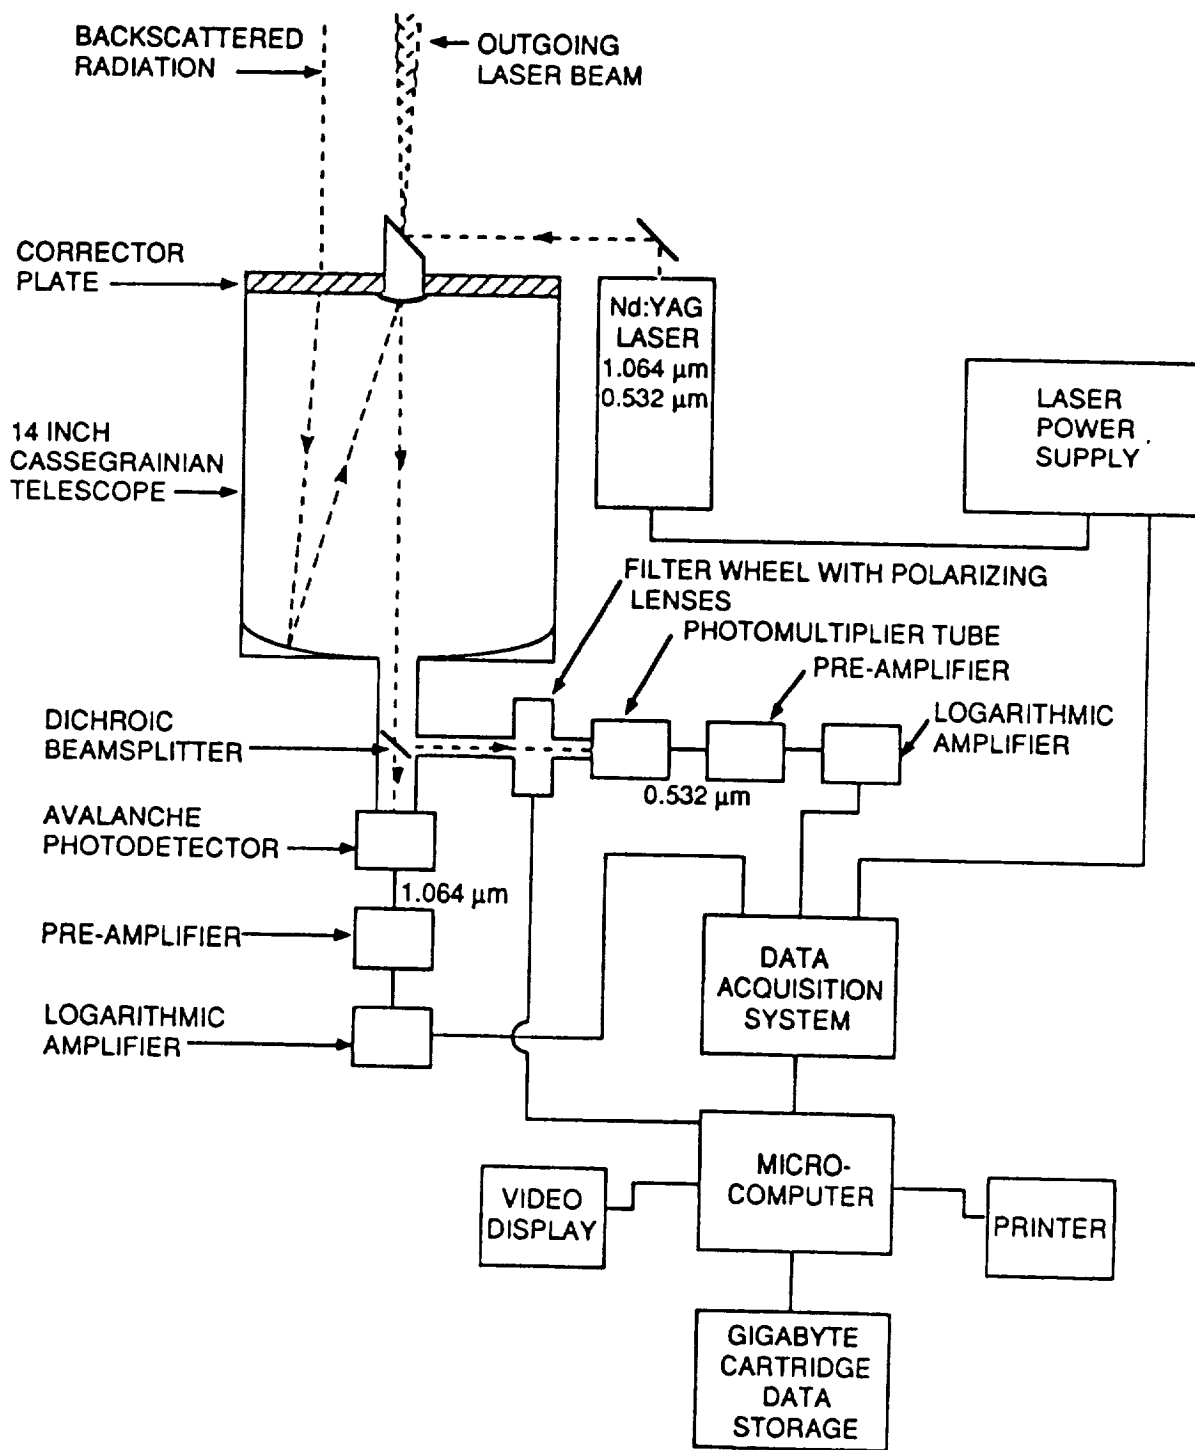 BACKSCATTERED
RADIATION
OUTGOING
LASER BEAM
CORRECTOR
PLATE
Nd:YAG
LASER
1.064 µm
0.532 µm
LASER
POWER
SUPPLY
14 INCH
CASSEGRAINIAN
TELESCOPE
FILTER WHEEL WITH POLARIZING
LENSES
PHOTOMULTIPLIER TUBE
PRE-AMPLIFIER
LOGARITHMIC
AMPLIFIER
DICHROIC
BEAMSPLITTER
0.532 µm
AVALANCHE
PHOTODETECTOR
1.064 µm
PRE-AMPLIFIER
LOGARITHMIC
AMPLIFIER
DATA
ACQUISITION
SYSTEM
MICRO-
COMPUTER
VIDEO
DISPLAY
PRINTER
GIGABYTE
CARTRIDGE
DATA
STORAGE